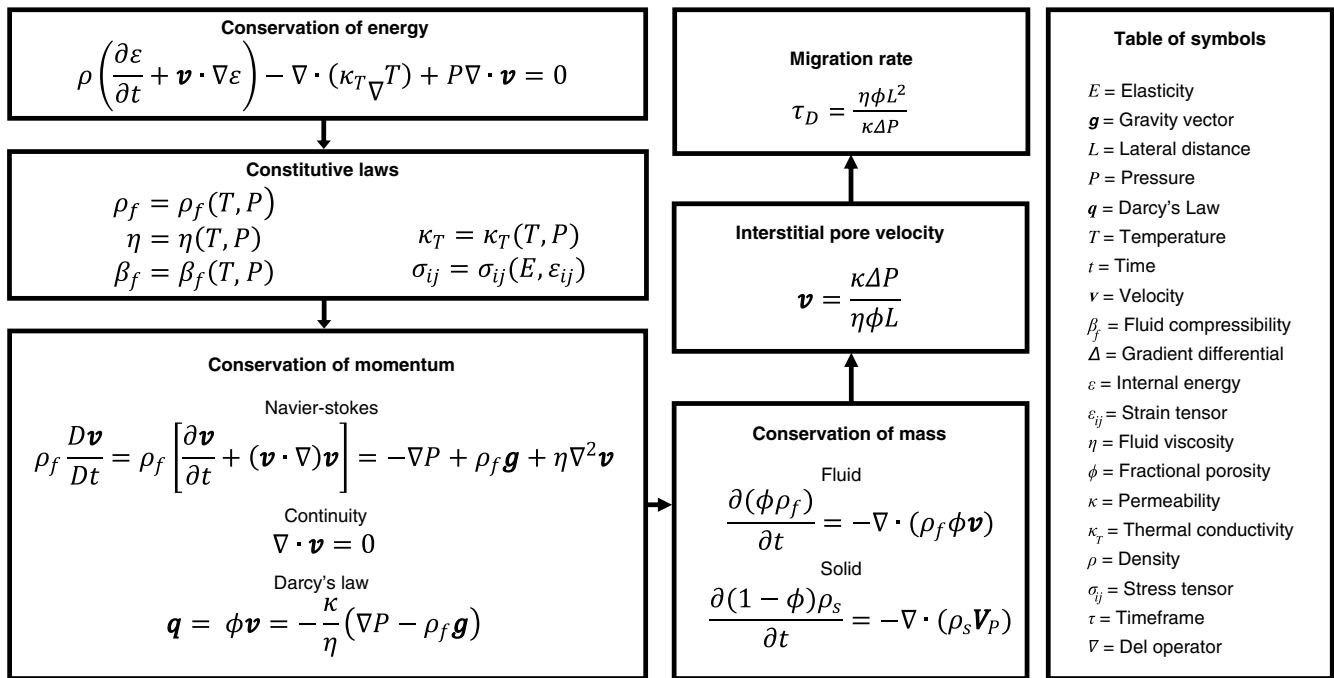 Conservation of energy
ρ(∂ε/∂t + v · ∇ε) − ∇ · (κ_T ∇T) + P∇ · v = 0
Constitutive laws
ρ_f = ρ_f(T, P)
η = η(T, P) κ_T = κ_T(T, P)
β_f = β_f(T, P) σ_ij = σ_ij(E, ε_ij)
Conservation of momentum
Navier-stokes
ρ_f Dv/Dt = ρ_f [∂v/∂t + (v · ∇)v] = −∇P + ρ_f g + η∇²v
Continuity
∇ · v = 0
Darcy's law
q = ϕv = −κ/η (∇P − ρ_f g)
Migration rate
τ_D = ηϕL²/κΔP
Interstitial pore velocity
v = κΔP/ηϕL
Conservation of mass
Fluid
∂(ϕρ_f)/∂t = −∇ · (ρ_f ϕv)
Solid
∂(1 − ϕ)ρ_s/∂t = −∇ · (ρ_s V_P)
Table of symbols
E = Elasticity
g = Gravity vector
L = Lateral distance
P = Pressure
q = Darcy's Law
T = Temperature
t = Time
v = Velocity
β_f = Fluid compressibility
Δ = Gradient differential
ε = Internal energy
ε_ij = Strain tensor
η = Fluid viscosity
ϕ = Fractional porosity
κ = Permeability
κ_T = Thermal conductivity
ρ = Density
σ_ij = Stress tensor
τ = Timeframe
∇ = Del operator